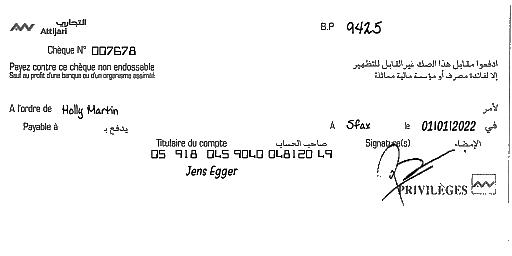 التجاري
Attijari
B.P 9425
Chèque N° 007678
Payez contre ce chèque non endossable
Sauf au profit d'une banque ou d'un organisme assimilé
ادفعوا مقابل هذا الصك غير القابل للتظهير
إلا لفائدة مصرف أو مؤسسة مالية مماثلة
A l'ordre de Holly Martin
لأمر
Payable à
يدفع بـ
A Sfax le 01/01/2022 في
Titulaire du compte صاحب الحساب
Signature(s) الإمضاء
05 918 045 9040 048120 49
Jens Egger
PRIVILÈGES